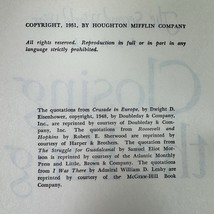 COPYRIGHT, 1951, BY HOUGHTON MIFFLIN COMPANY
All rights reserved. Reproduction in full or in part in any
language strictly prohibited.
The quotations from Crusade in Europe, by Dwight D.
Eisenhower, copyright, 1948, by Doubleday & Company,
Inc., are reprinted by courtesy of Doubleday & Com-
pany, Inc. The quotations from Roosevelt and
Hopkins, by Robert E. Sherwood are reprinted by
courtesy of Harper & Brothers. The quotations from
The Struggle for Guadalcanal by Samuel Eliot Mor-
ison is reprinted by courtesy of the Atlantic Monthly
Press and Little, Brown & Company. The quotations
from I Was There by Admiral William D. Leahy are
reprinted by courtesy of the McGraw-Hill Book
Company.